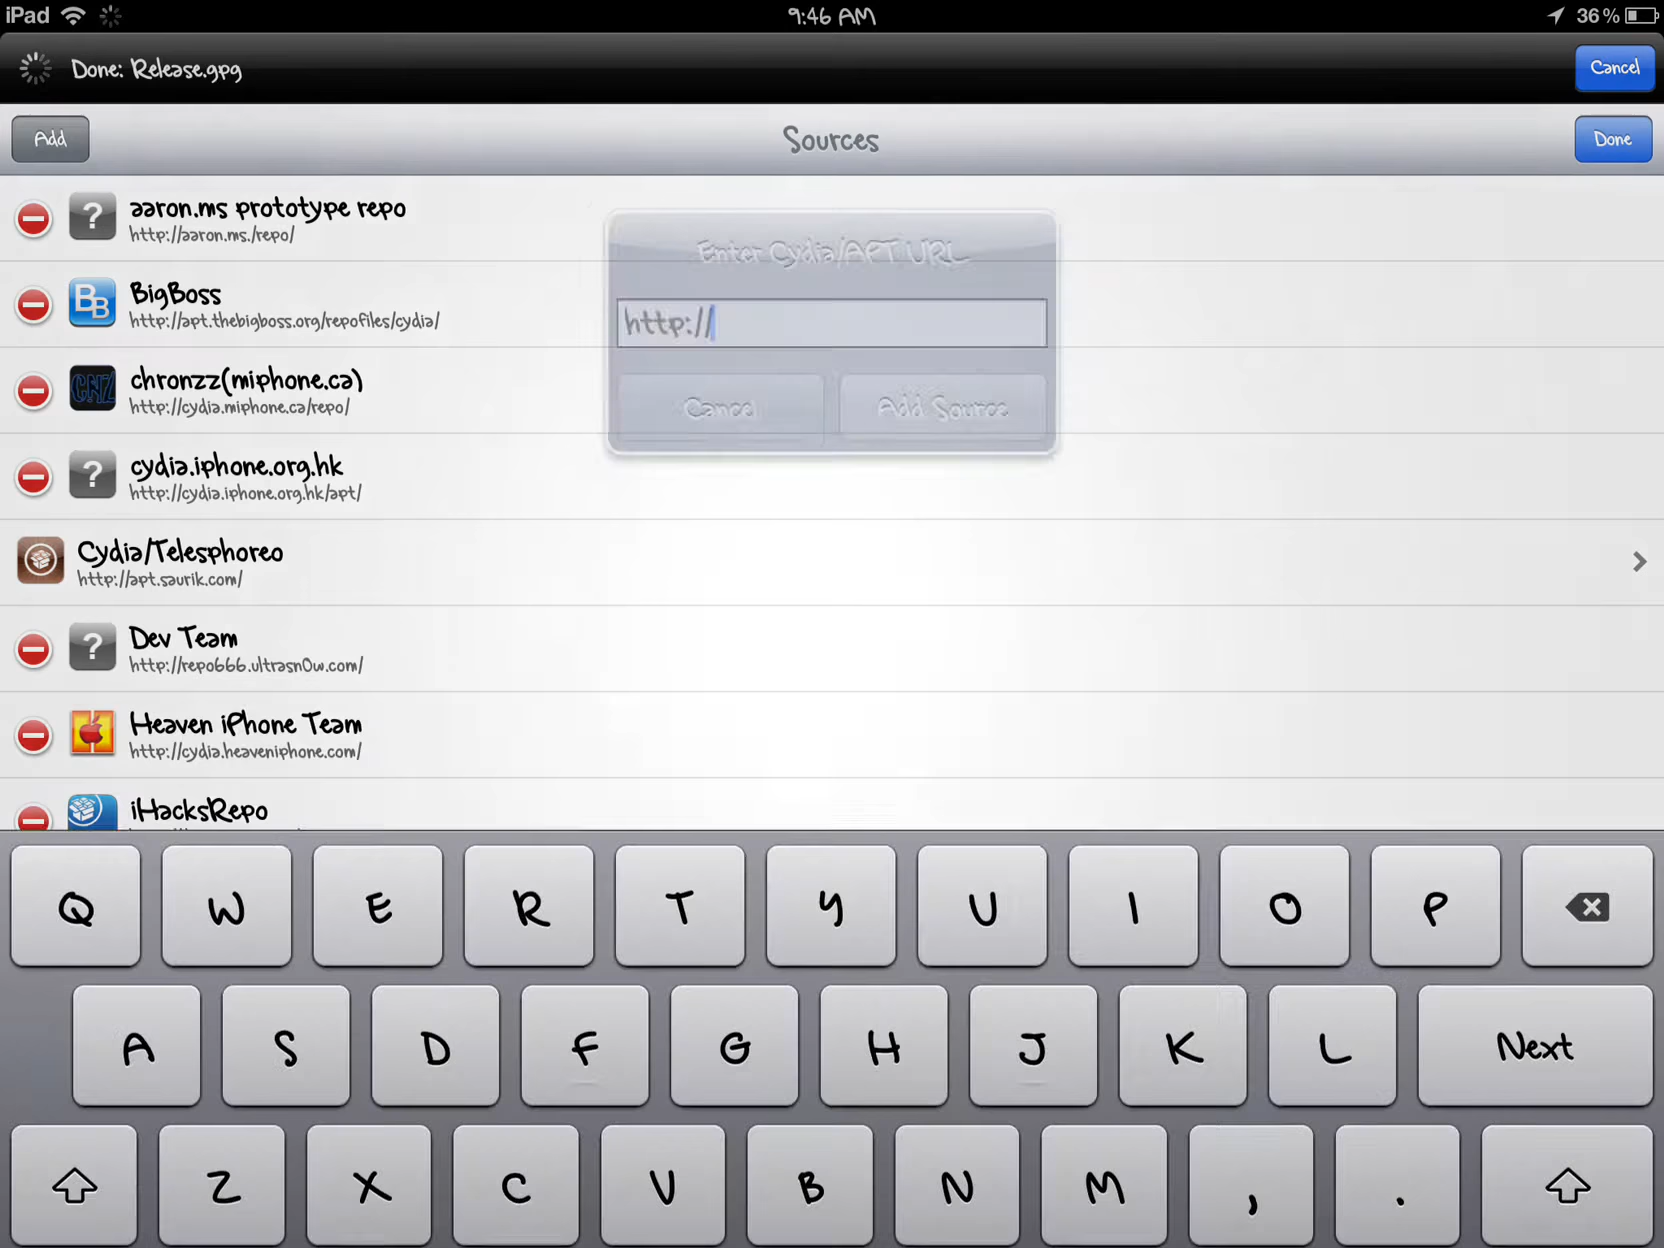 iPad 9:46 AM 36%
Done: Release.gpg Cancel
Add Sources Done
aaron.ms prototype repo
http://aaron.ms./repo/
Enter Cydia/APT URL
http://
Cancel Add Source
BB BigBoss
http://apt.thebigboss.org/repofiles/cydia/
CNZ chronzz(miphone.ca)
http://cydia.miphone.ca/repo/
? cydia.iphone.org.hk
http://cydia.iphone.org.hk/apt/
Cydia/Telesphoreo
http://apt.saurik.com/
? Dev Team
http://repo666.ultrasn0w.com/
Heaven iPhone Team
http://cydia.heaveniphone.com/
iHacksRepo
Q W E R T Y U I O P
A S D F G H J K L Next
Z X C V B N M , .